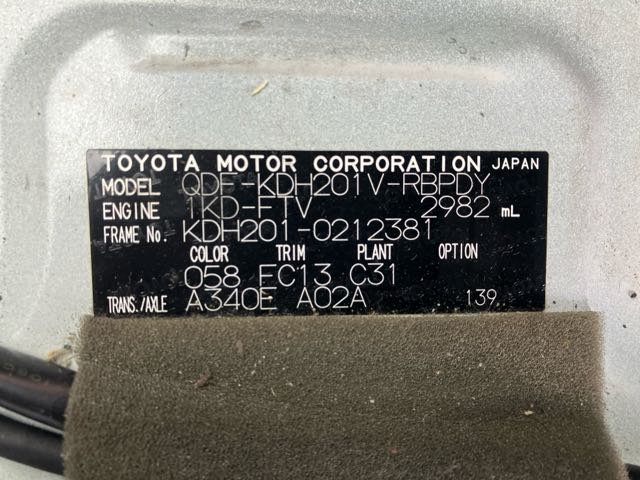 TOYOTA MOTOR CORPORATION JAPAN
MODEL QDF-KDH201V-RBPDY
ENGINE 1KD-FTV 2982 mL
FRAME No. KDH201-0212381
COLOR TRIM PLANT OPTION
058 FC13 C31
TRANS./AXLE A340E A02A 139